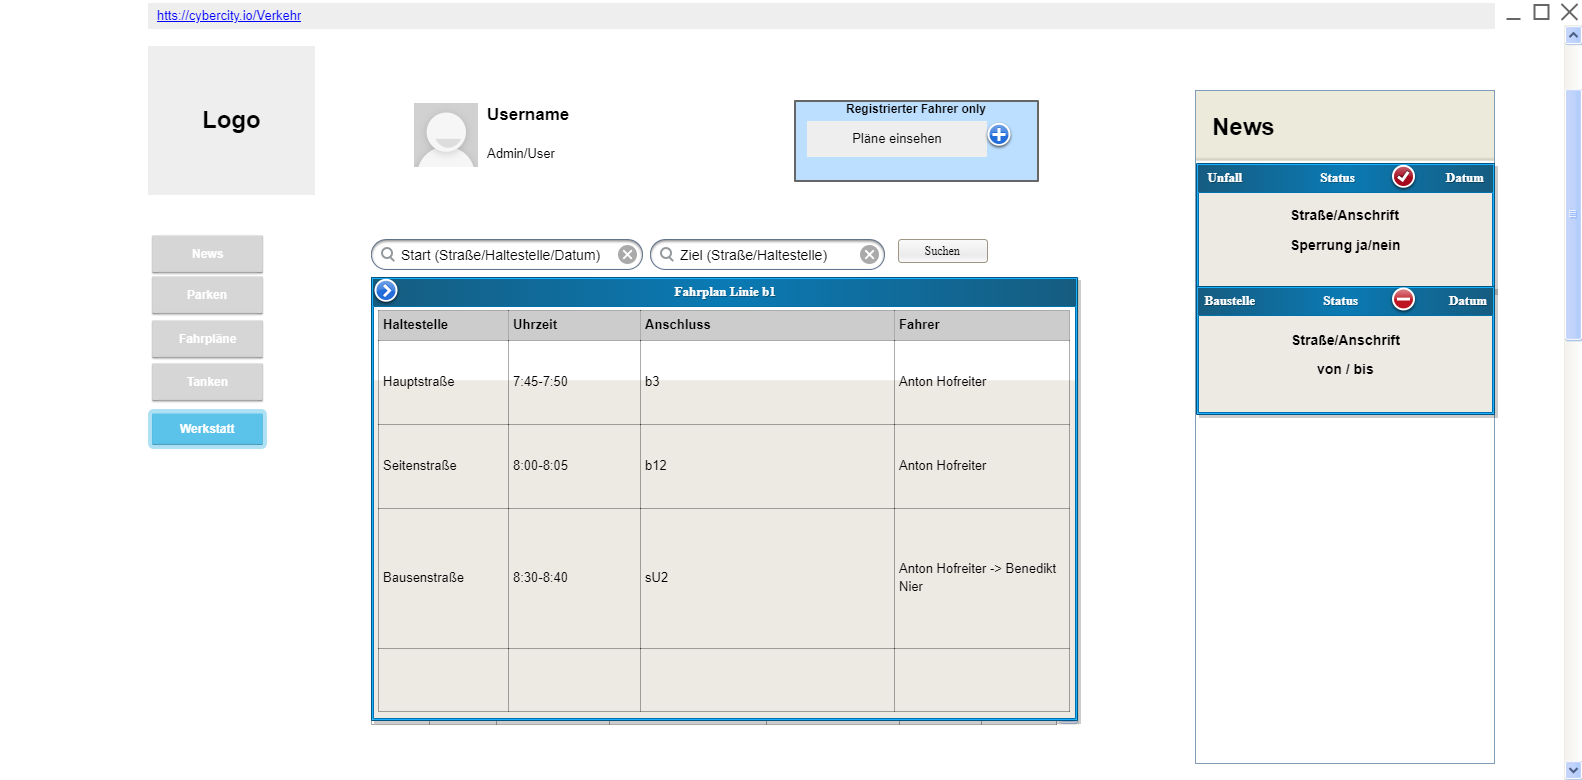 htts://cybercity.io/Verkehr
Logo
Username
Admin/User
Registrierter Fahrer only
Pläne einsehen
News
Parken
Fahrpläne
Tanken
Werkstatt
Start (Straße/Haltestelle/Datum)
Ziel (Straße/Haltestelle)
Suchen
Fahrplan Linie b1
Haltestelle Uhrzeit Anschluss Fahrer
Hauptstraße 7:45-7:50 b3 Anton Hofreiter
Seitenstraße 8:00-8:05 b12 Anton Hofreiter
Bausenstraße 8:30-8:40 sU2 Anton Hofreiter -> Benedikt
Nier
News
Unfall Status Datum
Straße/Anschrift
Sperrung ja/nein
Baustelle Status Datum
Straße/Anschrift
von / bis